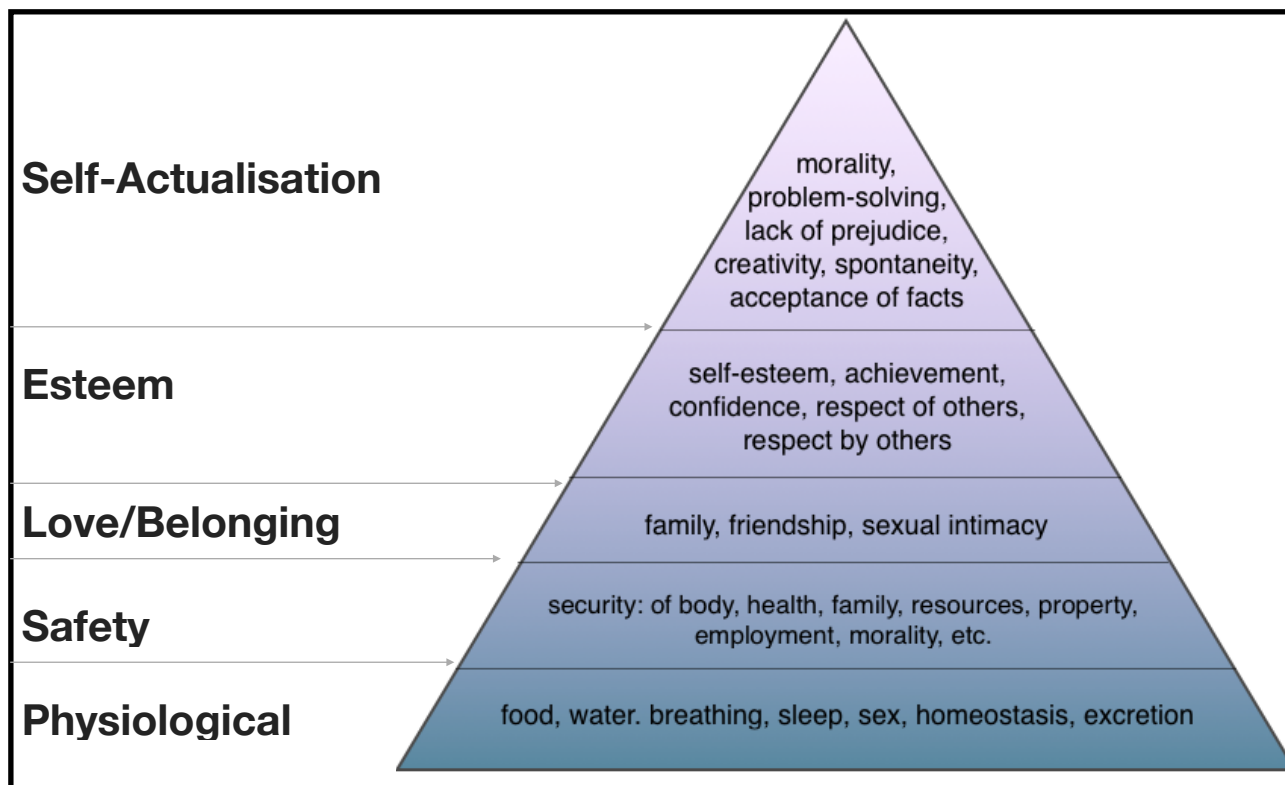 Self-Actualisation
morality,
problem-solving,
lack of prejudice,
creativity, spontaneity,
acceptance of facts
Esteem
self-esteem, achievement,
confidence, respect of others,
respect by others
Love/Belonging
family, friendship, sexual intimacy
Safety
security: of body, health, family, resources, property,
employment, morality, etc.
Physiological
food, water. breathing, sleep, sex, homeostasis, excretion